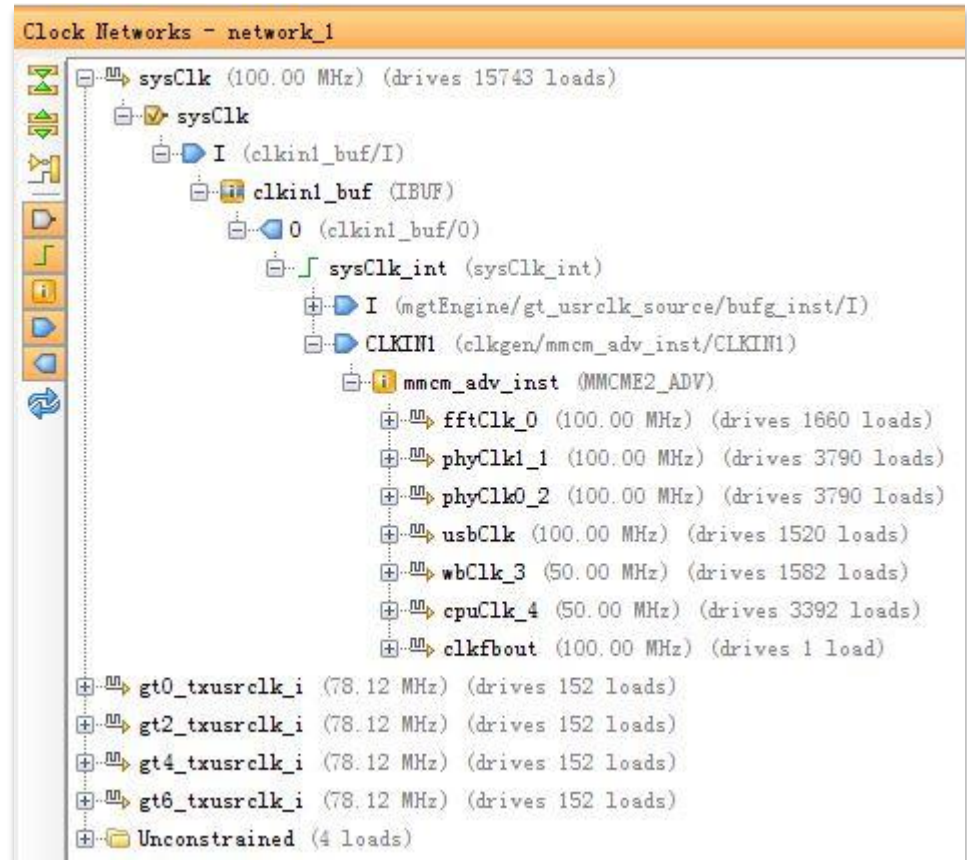 Clock Networks - network_1
sysClk (100.00 MHz) (drives 15743 loads)
sysClk
I (clkin1_buf/I)
clkin1_buf (IBUF)
O (clkin1_buf/O)
sysClk_int (sysClk_int)
I (mgtEngine/gt_usrclk_source/bufg_inst/I)
CLKIN1 (clkgen/mmcm_adv_inst/CLKIN1)
mmcm_adv_inst (MMCME2_ADV)
fftClk_0 (100.00 MHz) (drives 1660 loads)
phyClk1_1 (100.00 MHz) (drives 3790 loads)
phyClk0_2 (100.00 MHz) (drives 3790 loads)
usbClk (100.00 MHz) (drives 1520 loads)
wbClk_3 (50.00 MHz) (drives 1582 loads)
cpuClk_4 (50.00 MHz) (drives 3392 loads)
clkfbout (100.00 MHz) (drives 1 load)
gt0_txusrclk_i (78.12 MHz) (drives 152 loads)
gt2_txusrclk_i (78.12 MHz) (drives 152 loads)
gt4_txusrclk_i (78.12 MHz) (drives 152 loads)
gt6_txusrclk_i (78.12 MHz) (drives 152 loads)
Unconstrained (4 loads)